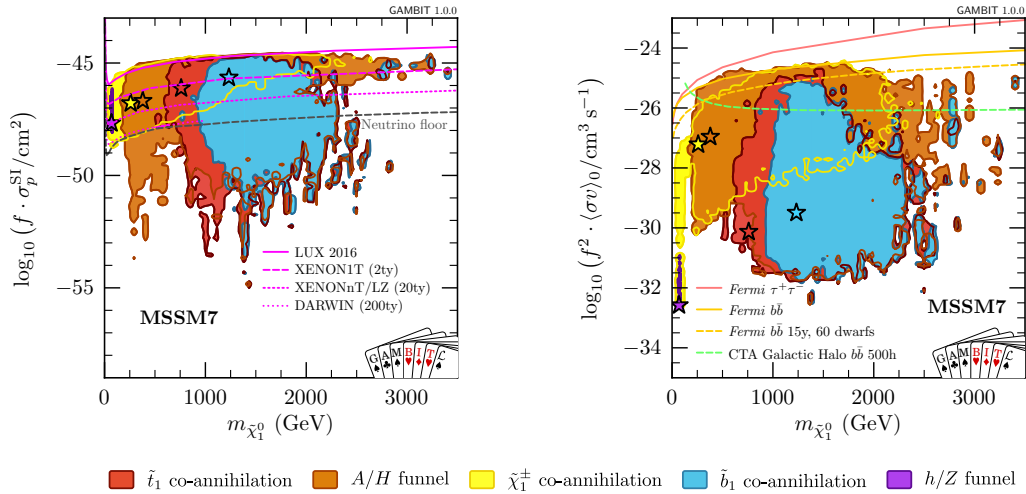 GAMBIT 1.0.0
−45
−50
−55
log₁₀ (f · σₚˢᴵ/cm²)
Neutrino floor
LUX 2016
XENON1T (2ty)
XENONnT/LZ (20ty)
DARWIN (200ty)
MSSM7
G A M B I T L
0 1000 2000 3000
m_{χ̃₁⁰} (GeV)
GAMBIT 1.0.0
−24
−26
−28
−30
−32
−34
log₁₀ (f² · ⟨σv⟩₀/cm³ s⁻¹)
Fermi τ⁺τ⁻
Fermi bb̄
Fermi bb̄ 15y, 60 dwarfs
CTA Galactic Halo bb̄ 500h
MSSM7
G A M B I T L
0 1000 2000 3000
m_{χ̃₁⁰} (GeV)
t̃₁ co-annihilation A/H funnel χ̃₁± co-annihilation b̃₁ co-annihilation h/Z funnel